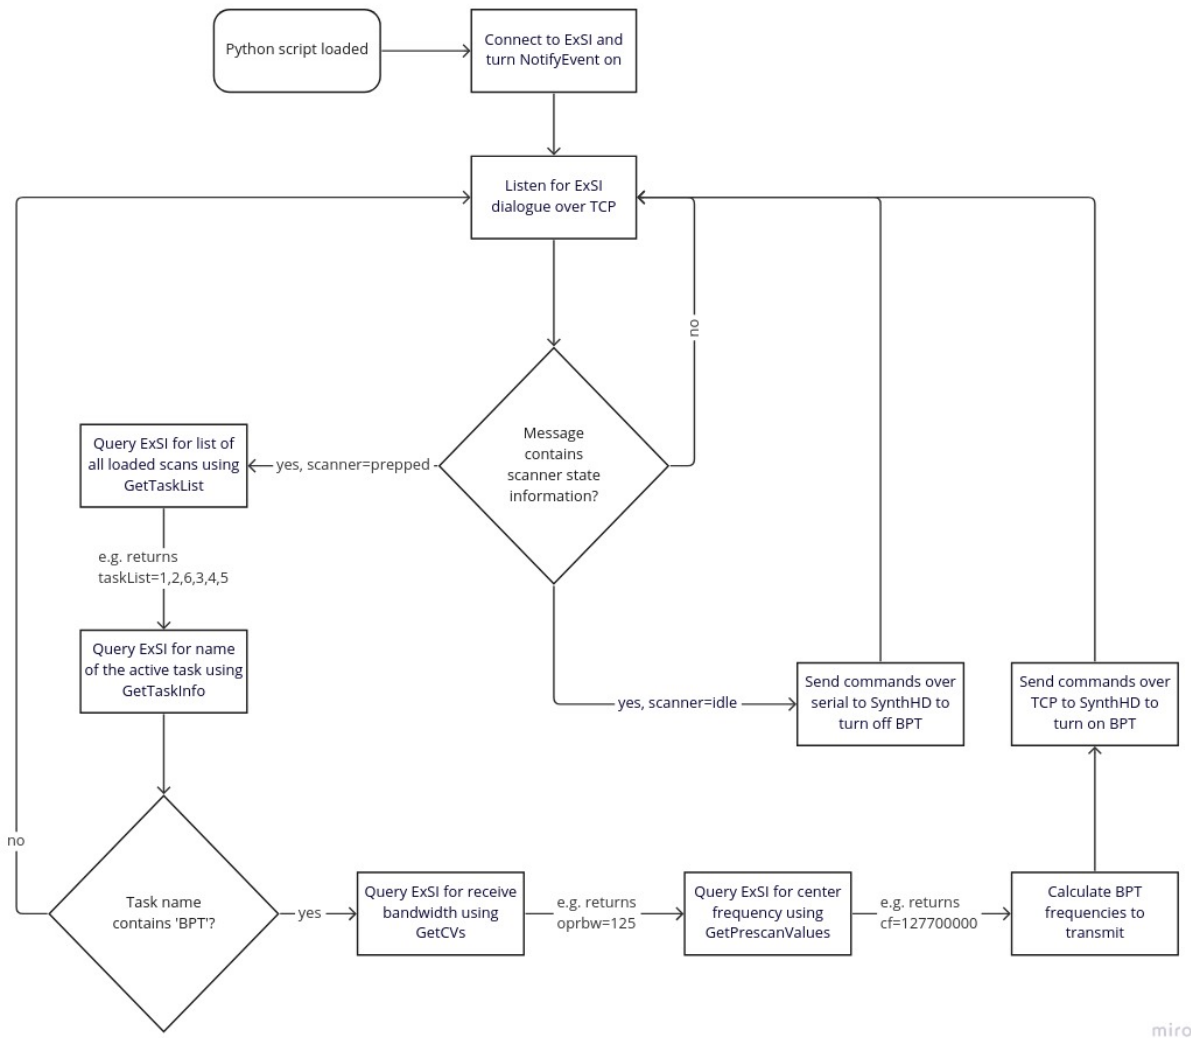 Python script loaded
Connect to ExSI and
turn NotifyEvent on
Listen for ExSI
dialogue over TCP
no
Message
contains
scanner state
information?
yes, scanner=prepped
Query ExSI for list of
all loaded scans using
GetTaskList
e.g. returns
taskList=1,2,6,3,4,5
Query ExSI for name
of the active task using
GetTaskInfo
yes, scanner=idle
Send commands over
serial to SynthHD to
turn off BPT
Send commands over
TCP to SynthHD to
turn on BPT
no
Task name
contains 'BPT'?
yes
Query ExSI for receive
bandwidth using
GetCVs
e.g. returns
oprbw=125
Query ExSI for center
frequency using
GetPrescanValues
e.g. returns
cf=127700000
Calculate BPT
frequencies to
transmit
miro